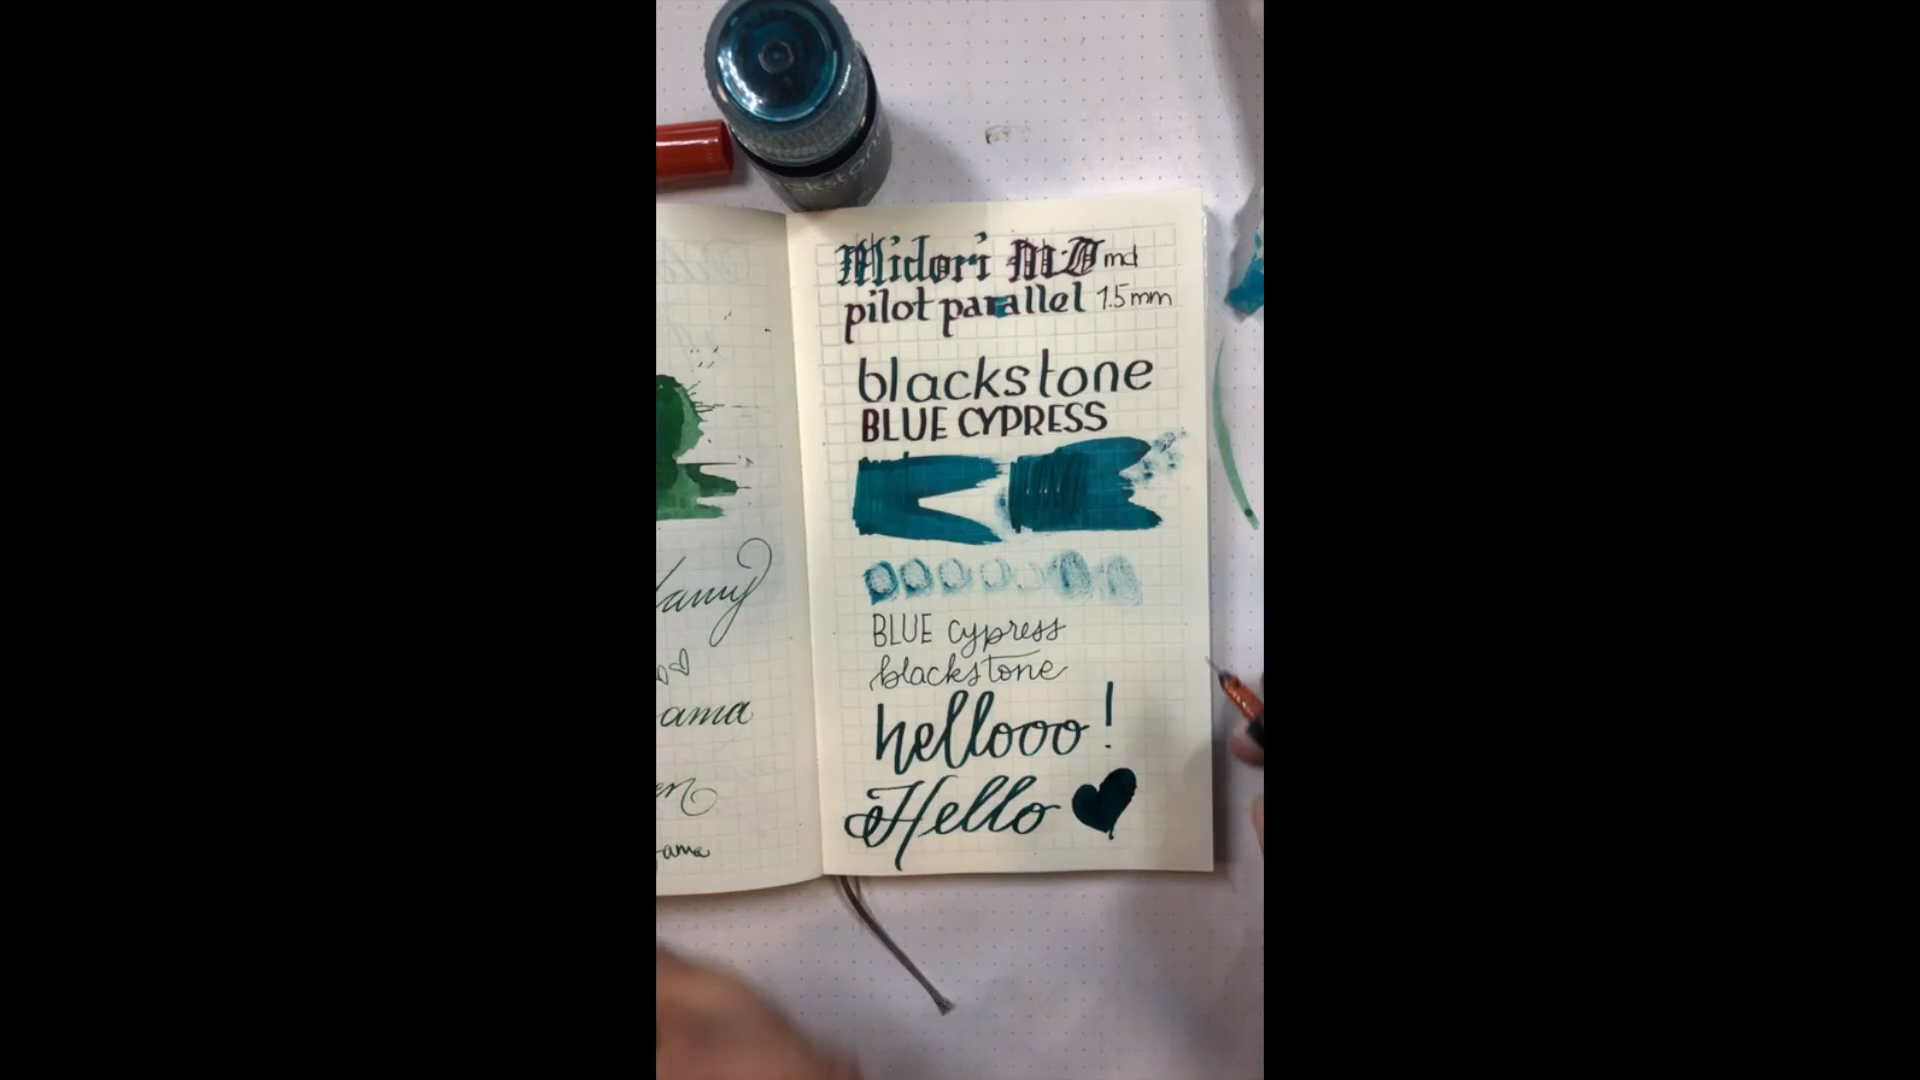 Midori MD md
pilot parallel 1.5mm
blackstone
BLUE CYPRESS
BLUE cypress
blackstone
hellooo!
Hello